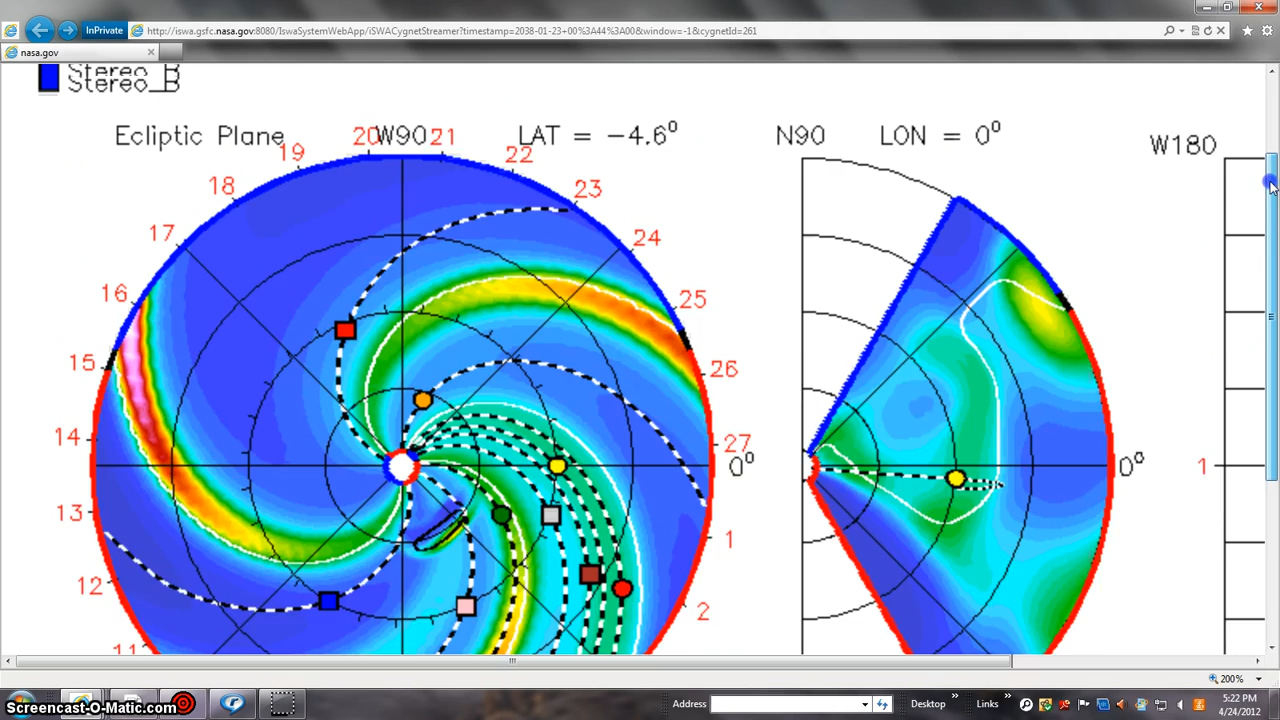 InPrivate
http://iswa.gsfc.nasa.gov:8080/IswaSystemWebApp/iSWACygnetStreamer?timestamp=2038-01-23+00%3A44%3A00&window=-1&cygnetId=261
nasa.gov
Stereo_B
Stereo_B
Ecliptic Plane W90 LAT = −4.6° N90 LON = 0° W180
20 21
19 22
18 23
17 24
16 25
15 26
14 27 0° 0° 1
13 1
12 2
11
200%
Address Desktop » Links »
5:22 PM
4/24/2012
Screencast-O-Matic.com